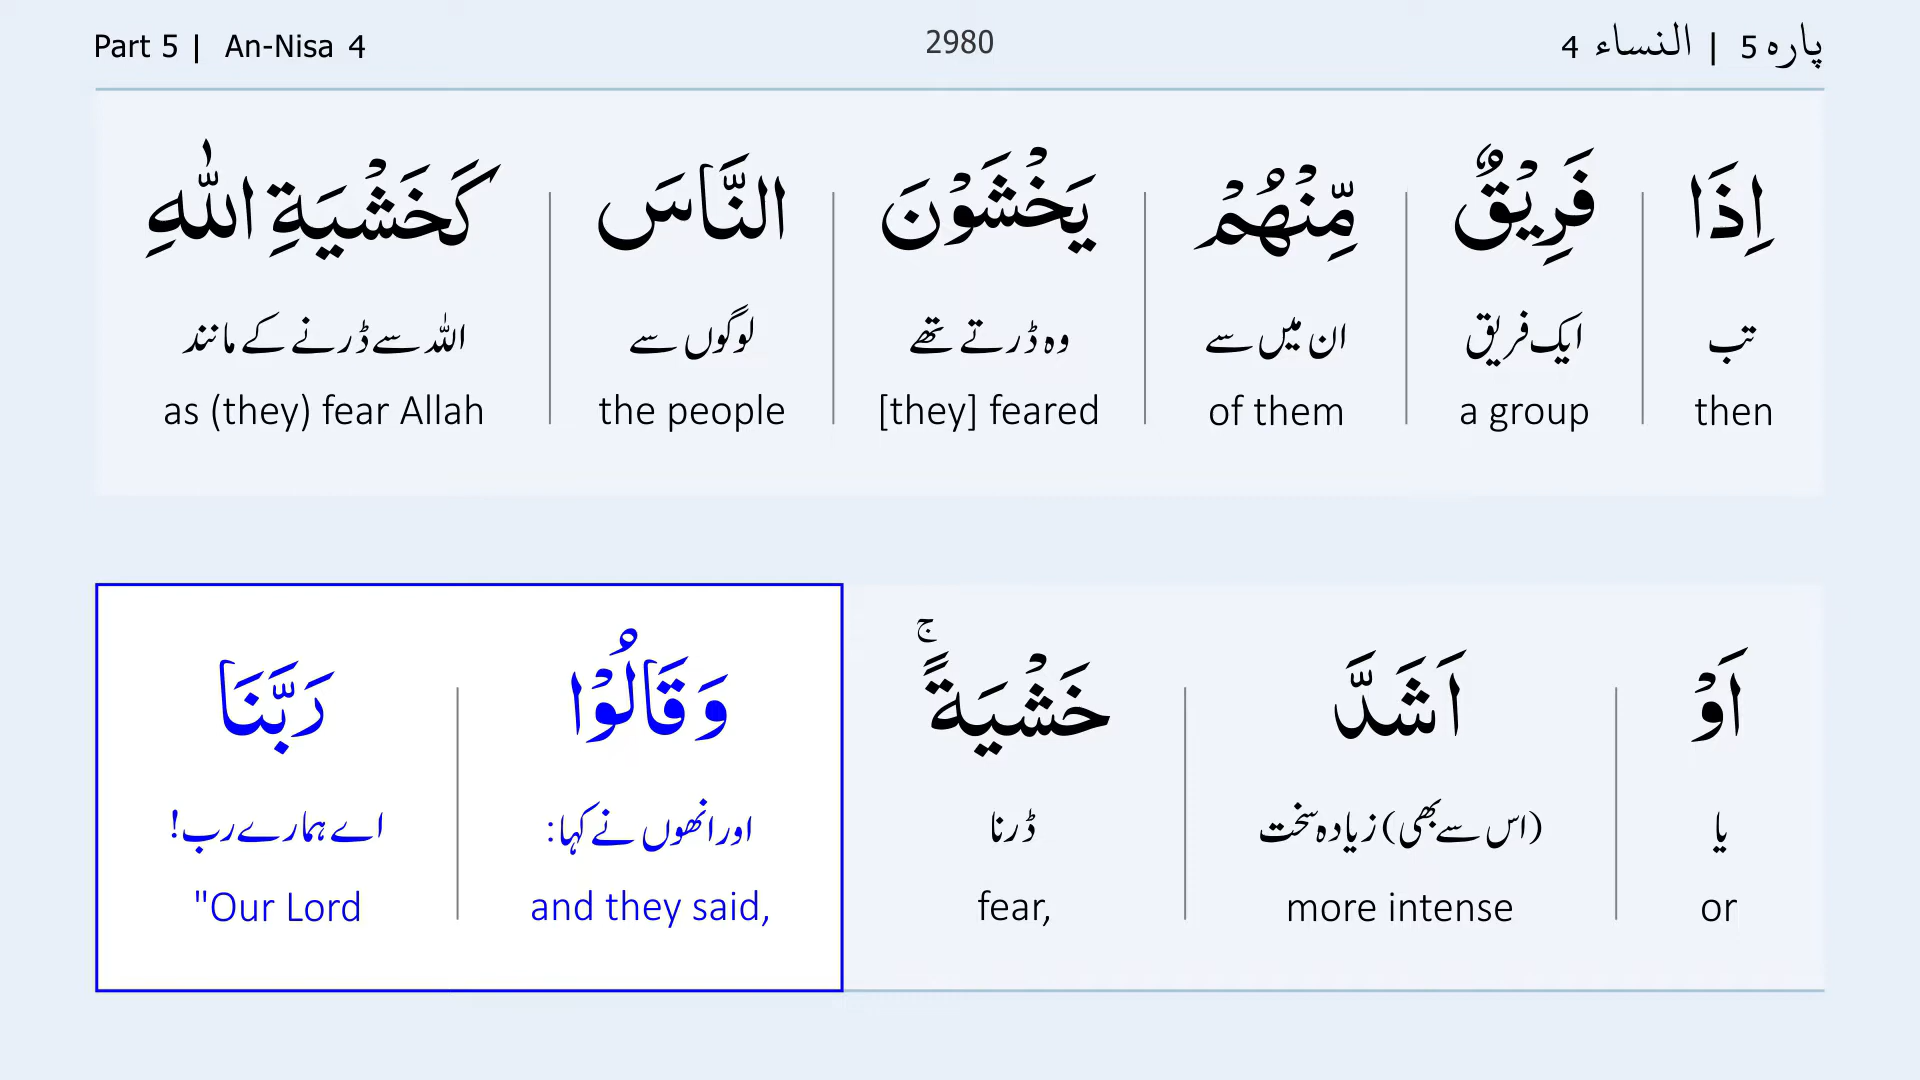 Part 5 | An-Nisa 4
2980
پارہ 5 | النساء 4
اِذَا فَرِيْقٌ مِّنْهُمْ يَخْشَوْنَ النَّاسَ كَخَشْيَةِ اللّٰهِ
تب ایک فریق ان میں سے وہ ڈرتے تھے لوگوں سے اللہ سے ڈرنے کے مانند
then a group of them [they] feared the people as (they) fear Allah
اَوْ اَشَدَّ خَشْيَةً ۚ وَقَالُوْا رَبَّنَا
یا (اس سے بھی) زیادہ سخت ڈرنا اور انھوں نے کہا: اے ہمارے رب!
or more intense fear, and they said, "Our Lord